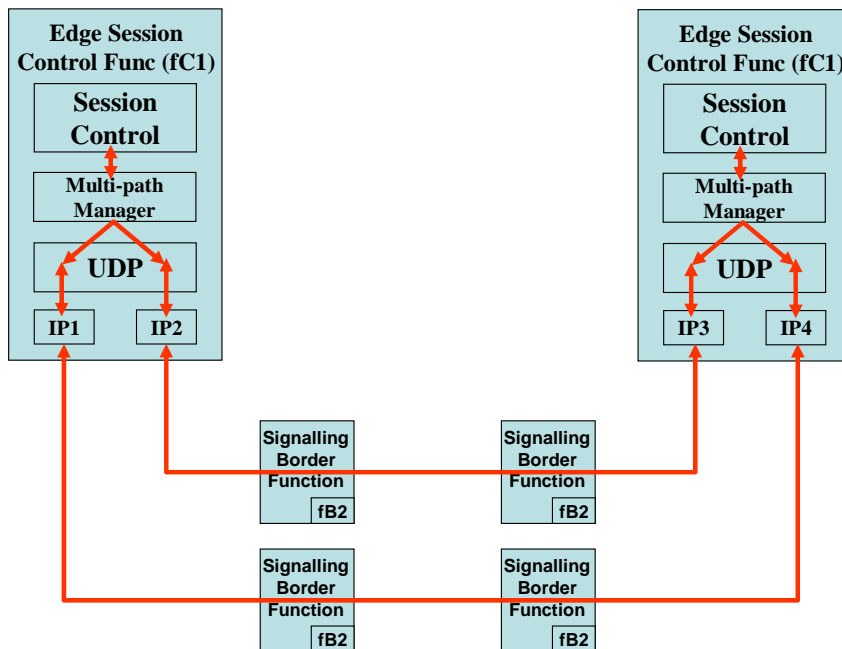 Edge Session
Control Func (fC1)
Session
Control
Multi-path
Manager
UDP
IP1
IP2
Edge Session
Control Func (fC1)
Session
Control
Multi-path
Manager
UDP
IP3
IP4
Signalling
Border
Function
fB2
Signalling
Border
Function
fB2
Signalling
Border
Function
fB2
Signalling
Border
Function
fB2